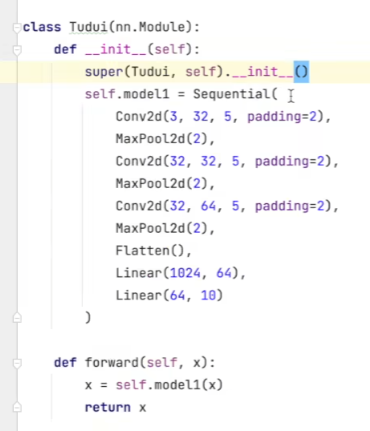 class Tudui(nn.Module):
    def __init__(self):
        super(Tudui, self).__init__()
        self.model1 = Sequential(
            Conv2d(3, 32, 5, padding=2),
            MaxPool2d(2),
            Conv2d(32, 32, 5, padding=2),
            MaxPool2d(2),
            Conv2d(32, 64, 5, padding=2),
            MaxPool2d(2),
            Flatten(),
            Linear(1024, 64),
            Linear(64, 10)
        )
    def forward(self, x):
        x = self.model1(x)
        return x